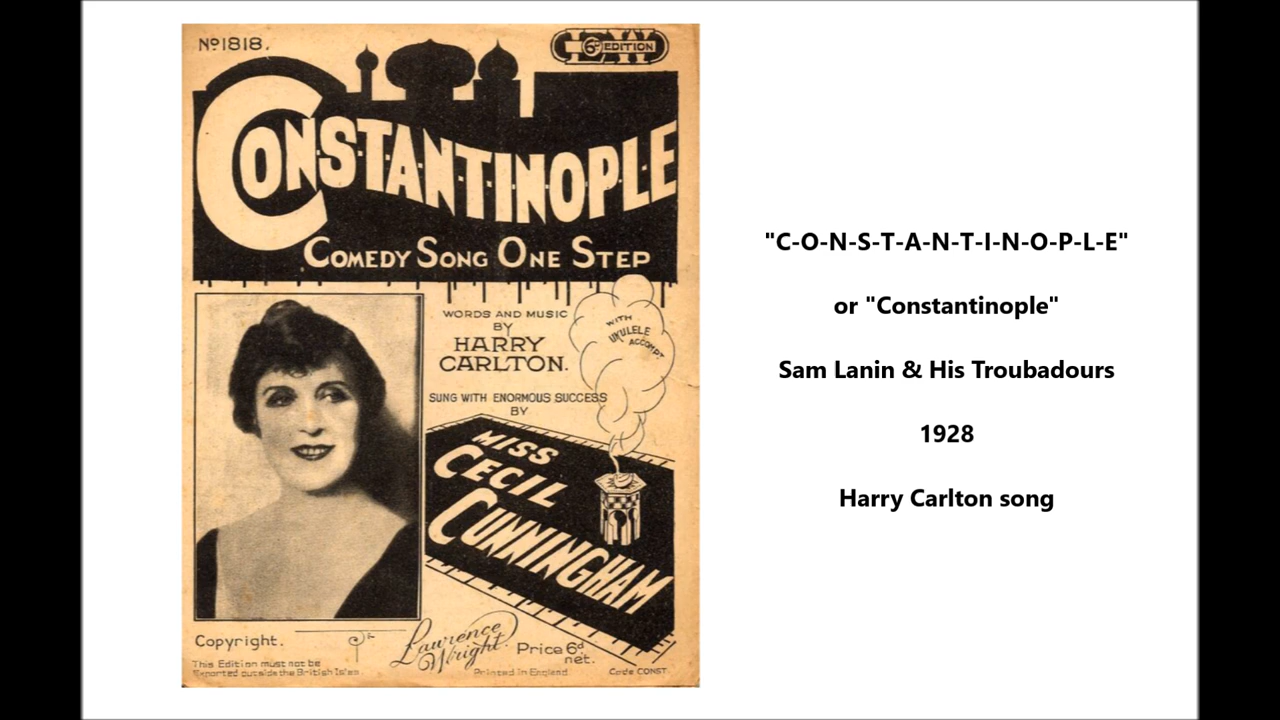 Nº1818.
LW 6D EDITION
CONSTANTINOPLE
COMEDY SONG ONE STEP
WORDS AND MUSIC
BY
HARRY
CARLTON.
WITH
UKULELE
ACCOMPT
SUNG WITH ENORMOUS SUCCESS
BY
MISS
CECIL
CUNNINGHAM
Copyright.
This Edition must not be
Exported outside the British Isles.
Lawrence
Wright.
Price 6d
net.
Printed in England.
Code CONST.
"C-O-N-S-T-A-N-T-I-N-O-P-L-E"
or "Constantinople"
Sam Lanin & His Troubadours
1928
Harry Carlton song